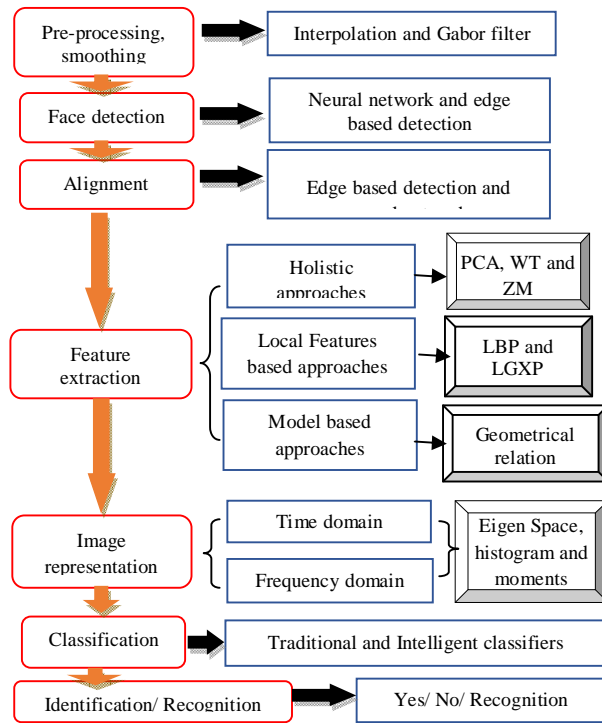 Pre-processing,
smoothing
Interpolation and Gabor filter
Face detection
Neural network and edge
based detection
Alignment
Edge based detection and
Feature
extraction
Holistic
approaches
PCA, WT and
ZM
Local Features
based approaches
LBP and
LGXP
Model based
approaches
Geometrical
relation
Image
representation
Time domain
Frequency domain
Eigen Space,
histogram and
moments
Classification
Traditional and Intelligent classifiers
Identification/ Recognition
Yes/ No/ Recognition